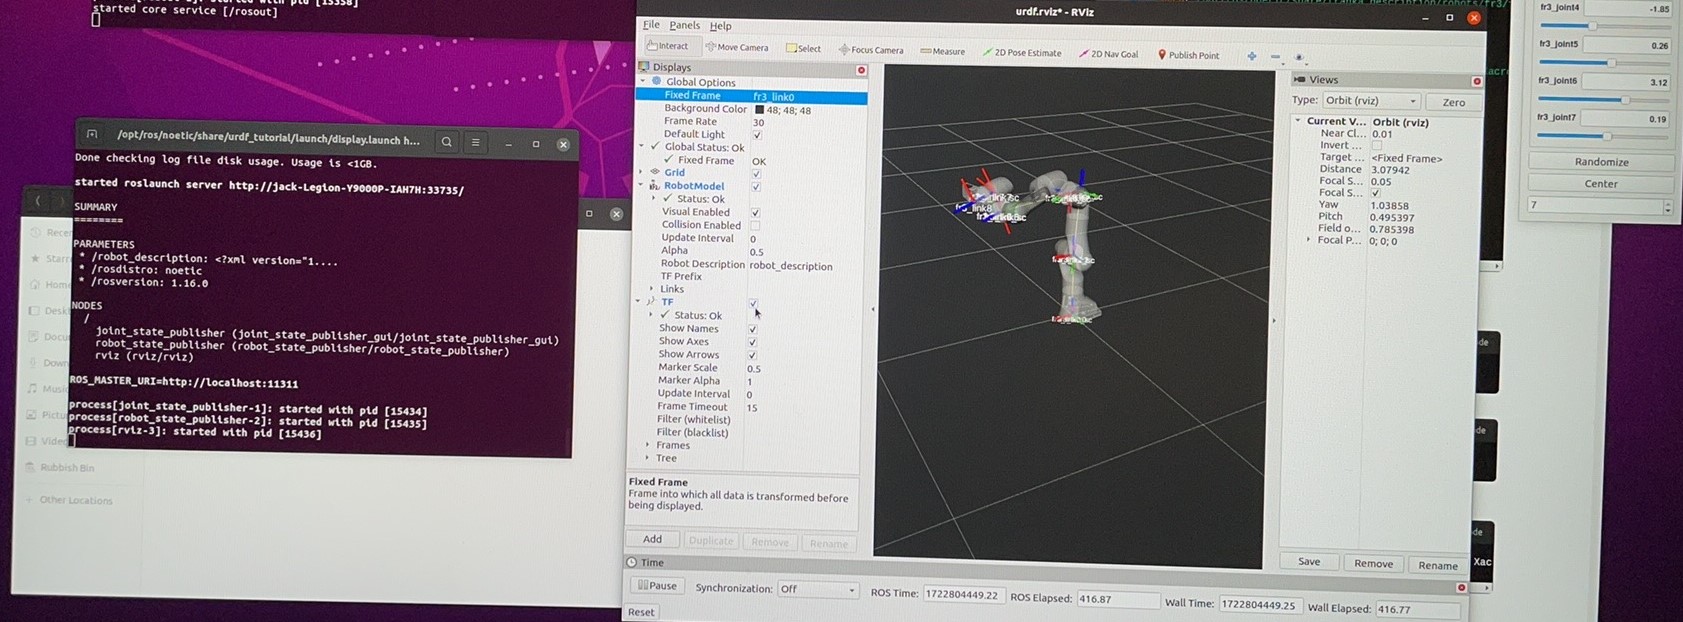 started core service [/rosout]
/opt/ros/noetic/share/urdf_tutorial/launch/display.launch h...
Done checking log file disk usage. Usage is <1GB.
started roslaunch server http://jack-Legion-Y9000P-IAH7H:33735/
SUMMARY
========
PARAMETERS
* /robot_description: <?xml version="1....
* /rosdistro: noetic
* /rosversion: 1.16.0
NODES
/
joint_state_publisher (joint_state_publisher_gui/joint_state_publisher_gui)
robot_state_publisher (robot_state_publisher/robot_state_publisher)
rviz (rviz/rviz)
ROS_MASTER_URI=http://localhost:11311
process[joint_state_publisher-1]: started with pid [15434]
process[robot_state_publisher-2]: started with pid [15435]
process[rviz-3]: started with pid [15436]
Rubbish Bin
+ Other Locations
urdf.rviz* - RViz
File Panels Help
Interact Move Camera Select Focus Camera Measure 2D Pose Estimate 2D Nav Goal Publish Point
Displays
Global Options
Fixed Frame fr3_link0
Background Color 48; 48; 48
Frame Rate 30
Default Light
Global Status: Ok
Fixed Frame OK
Grid
RobotModel
Status: Ok
Visual Enabled
Collision Enabled
Update Interval 0
Alpha 0.5
Robot Description robot_description
TF Prefix
Links
TF
Status: Ok
Show Names
Show Axes
Show Arrows
Marker Scale 0.5
Marker Alpha 1
Update Interval 0
Frame Timeout 15
Filter (whitelist)
Filter (blacklist)
Frames
Tree
Fixed Frame
Frame into which all data is transformed before
being displayed.
Add Duplicate Remove Rename
Views
Type: Orbit (rviz) Zero
Current V... Orbit (rviz)
Near Cl... 0.01
Invert ...
Target ... <Fixed Frame>
Distance 3.07942
Focal S... 0.05
Focal S...
Yaw 1.03858
Pitch 0.495397
Field o... 0.785398
Focal P... 0; 0; 0
Save Remove Rename
Time
Pause Synchronization: Off ROS Time: 1722804449.22 ROS Elapsed: 416.87 Wall Time: 1722804449.25 Wall Elapsed: 416.77
Reset
fr3_joint4 -1.85
fr3_joint5 0.26
fr3_joint6 3.12
fr3_joint7 0.19
Randomize
Center
7
Xac